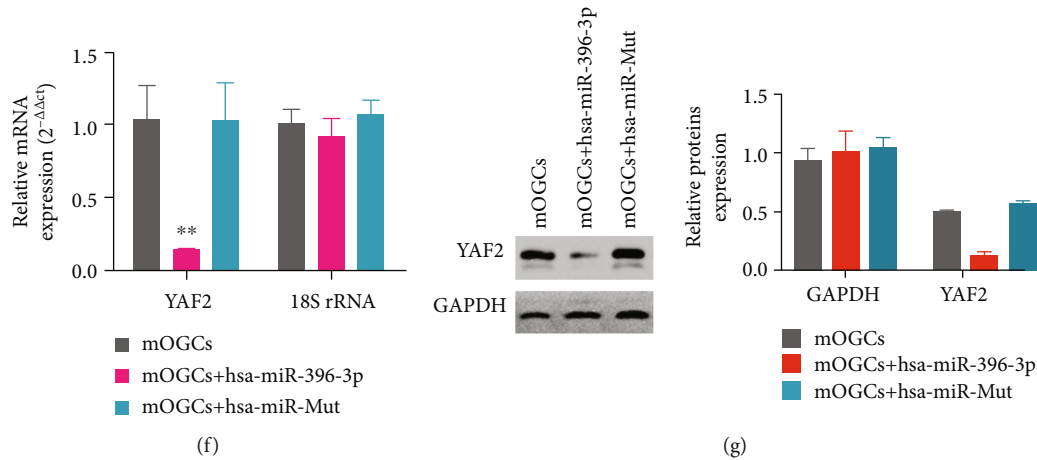 Relative mRNA
expression (2⁻ΔΔct)
1.5
1.0
0.5
0.0
**
YAF2
18S rRNA
mOGCs
mOGCs+hsa-miR-396-3p
mOGCs+hsa-miR-Mut
(f)
mOGCs
mOGCs+hsa-miR-396-3p
mOGCs+hsa-miR-Mut
YAF2
GAPDH
Relative proteins
expression
1.5
1.0
0.5
0.0
GAPDH
YAF2
mOGCs
mOGCs+hsa-miR-396-3p
mOGCs+hsa-miR-Mut
(g)